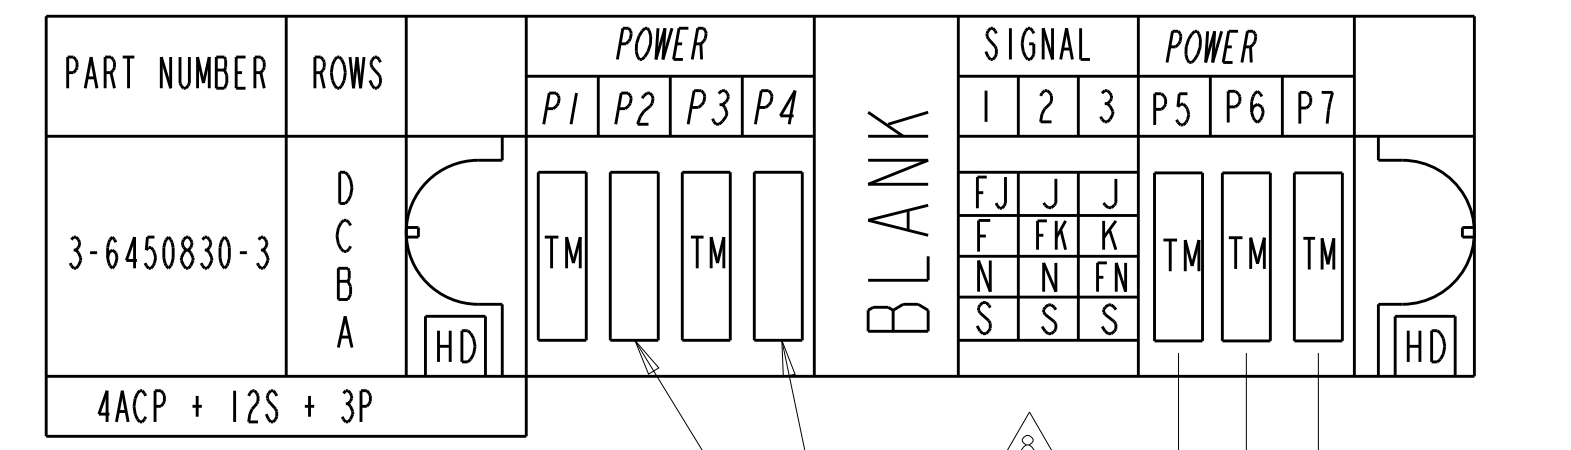 PART NUMBER ROWS POWER SIGNAL POWER
P1 P2 P3 P4 BLANK 1 2 3 P5 P6 P7
3-6450830-3
D
C
B
A
HD
TM TM
FJ J J
F FK K
N N FN
S S S
TM TM TM
HD
4ACP + 12S + 3P
8